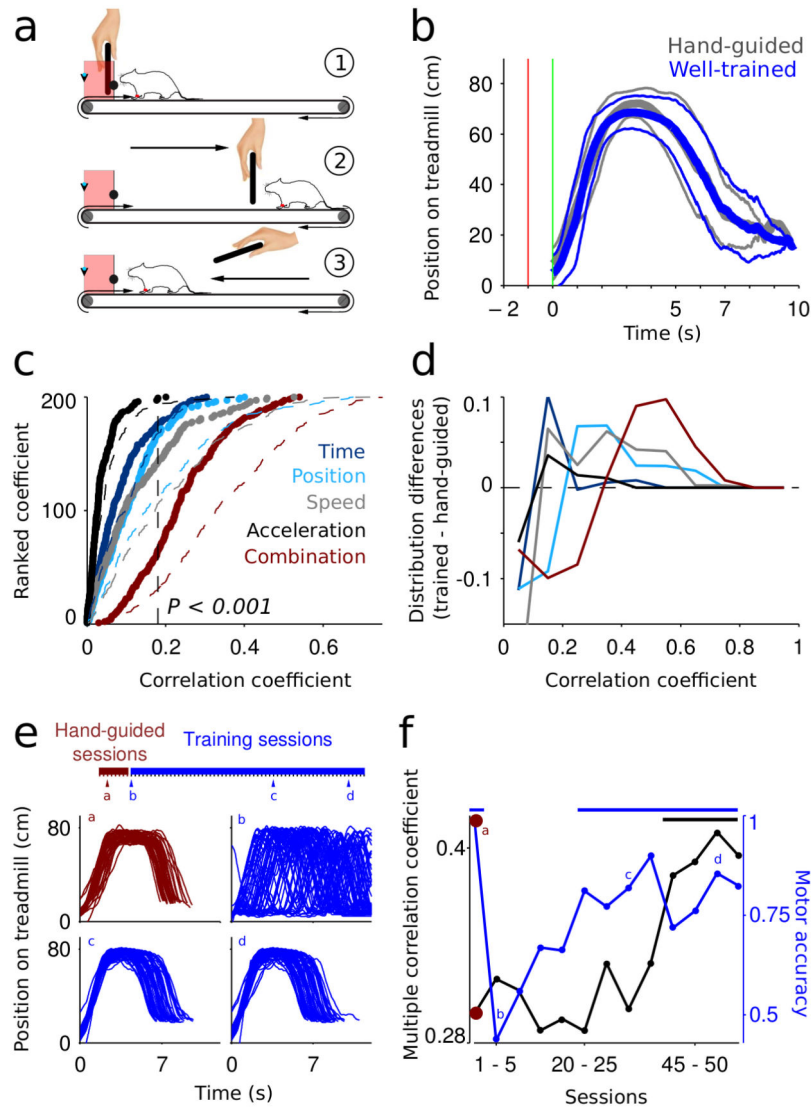 a
1
2
3
b
Hand-guided
Well-trained
Position on treadmill (cm)
80
60
40
20
0
−2 0 5 7 10
Time (s)
c
Ranked coefficient
200
100
0
Time
Position
Speed
Acceleration
Combination
P < 0.001
0 0.2 0.4 0.6
Correlation coefficient
d
Distribution differences
(trained - hand-guided)
0.1
0
-0.1
0 0.2 0.4 0.6 0.8 1
Correlation coefficient
e
Hand-guided
sessions
Training sessions
a b c d
Position on treadmill (cm)
a
80
0
b
c
80
0
d
0 7
7
Time (s)
f
Multiple correlation coefficient
0.4
0.28
a
b
c
d
1
0.75
0.5
Motor accuracy
1 - 5 20 - 25 45 - 50
Sessions